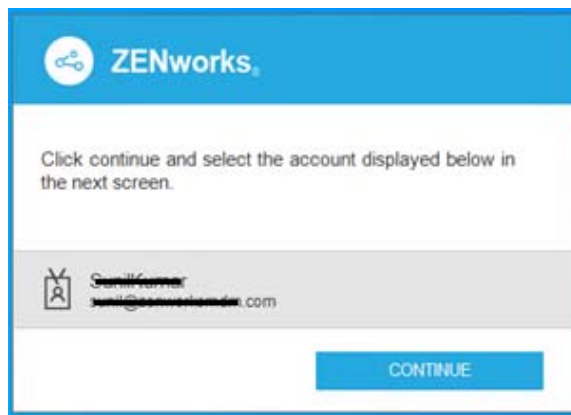 ZENworks®
Click continue and select the account displayed below in
the next screen.
.com
CONTINUE